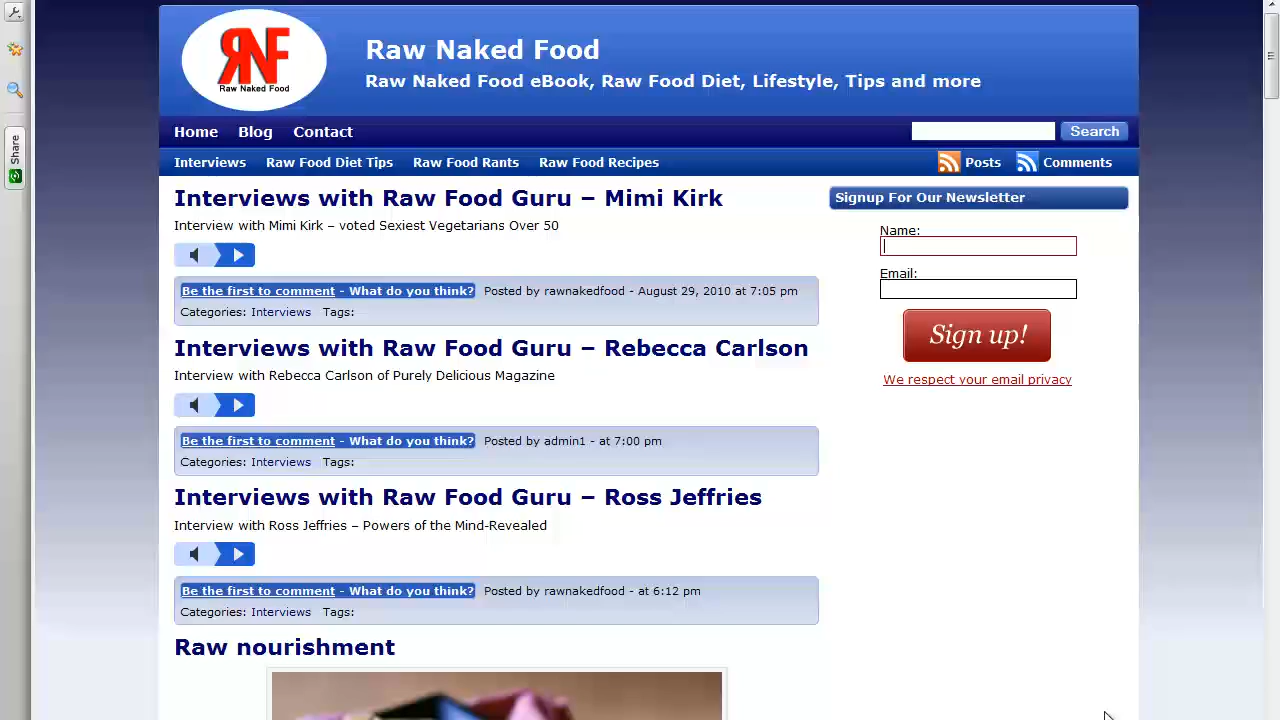 RNF
Raw Naked Food
Raw Naked Food
Raw Naked Food eBook, Raw Food Diet, Lifestyle, Tips and more
Home Blog Contact
Search
Interviews Raw Food Diet Tips Raw Food Rants Raw Food Recipes
Posts Comments
Share
Interviews with Raw Food Guru – Mimi Kirk
Interview with Mimi Kirk – voted Sexiest Vegetarians Over 50
Be the first to comment - What do you think? Posted by rawnakedfood - August 29, 2010 at 7:05 pm
Categories: Interviews Tags:
Interviews with Raw Food Guru – Rebecca Carlson
Interview with Rebecca Carlson of Purely Delicious Magazine
Be the first to comment - What do you think? Posted by admin1 - at 7:00 pm
Categories: Interviews Tags:
Interviews with Raw Food Guru – Ross Jeffries
Interview with Ross Jeffries – Powers of the Mind-Revealed
Be the first to comment - What do you think? Posted by rawnakedfood - at 6:12 pm
Categories: Interviews Tags:
Raw nourishment
Signup For Our Newsletter
Name:
Email:
Sign up!
We respect your email privacy